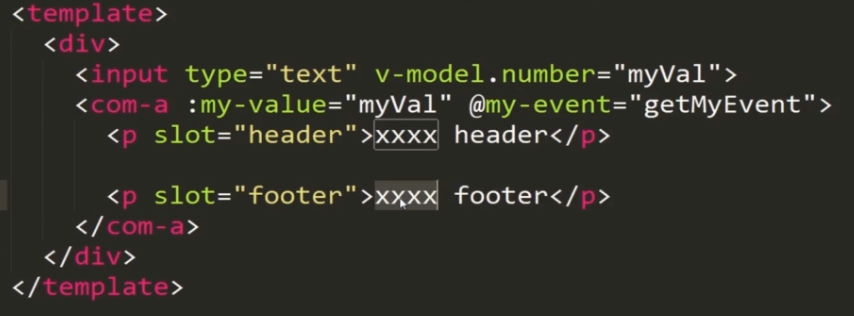 <template>
<div>
<input type="text" v-model.number="myVal">
<com-a :my-value="myVal" @my-event="getMyEvent">
<p slot="header">xxxx header</p>
<p slot="footer">xxxx footer</p>
</com-a>
</div>
</template>